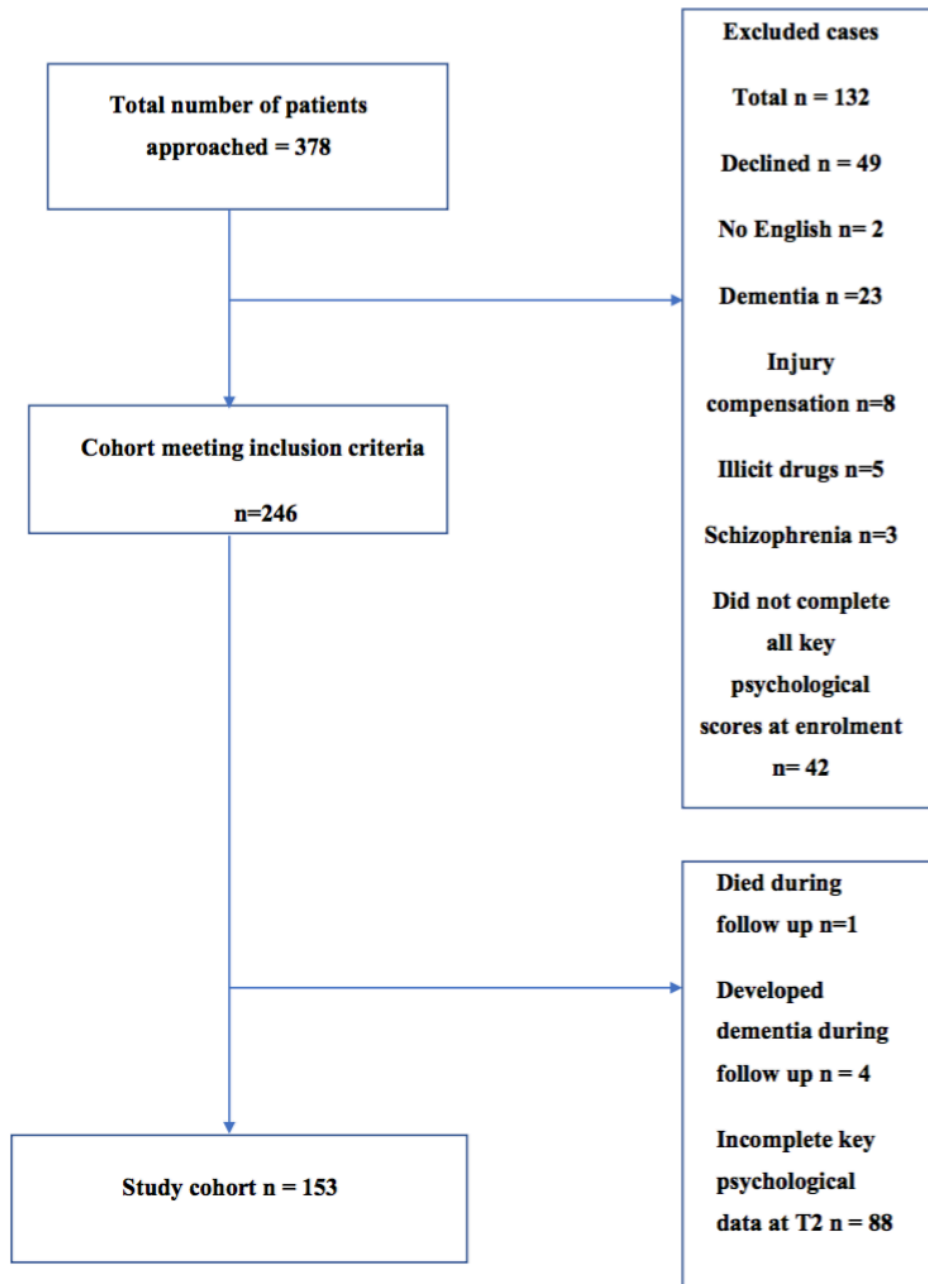 Total number of patients
approached = 378
Excluded cases
Total n = 132
Declined n = 49
No English n= 2
Dementia n =23
Injury
compensation n=8
Illicit drugs n=5
Schizophrenia n=3
Did not complete
all key
psychological
scores at enrolment
n= 42
Cohort meeting inclusion criteria
n=246
Died during
follow up n=1
Developed
dementia during
follow up n = 4
Incomplete key
psychological
data at T2 n = 88
Study cohort n = 153